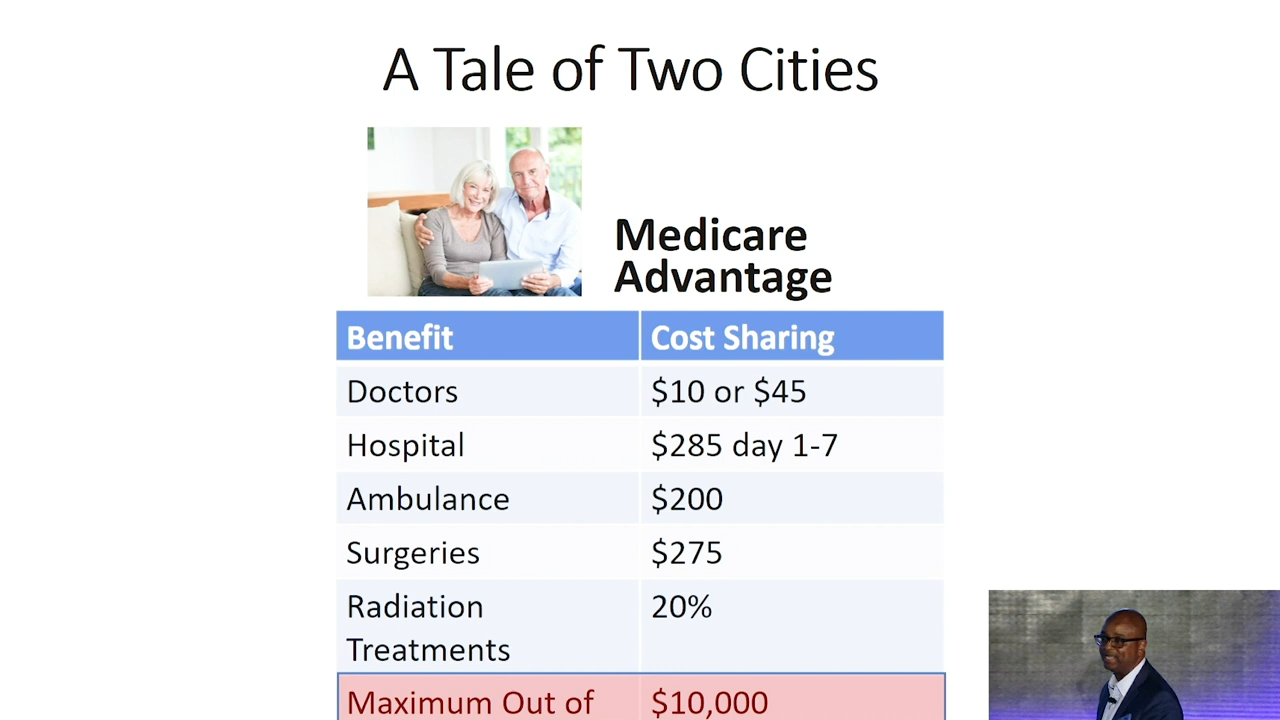 A Tale of Two Cities
Medicare
Advantage
Benefit Cost Sharing
Doctors $10 or $45
Hospital $285 day 1-7
Ambulance $200
Surgeries $275
Radiation 20%
Treatments
Maximum Out of $10,000